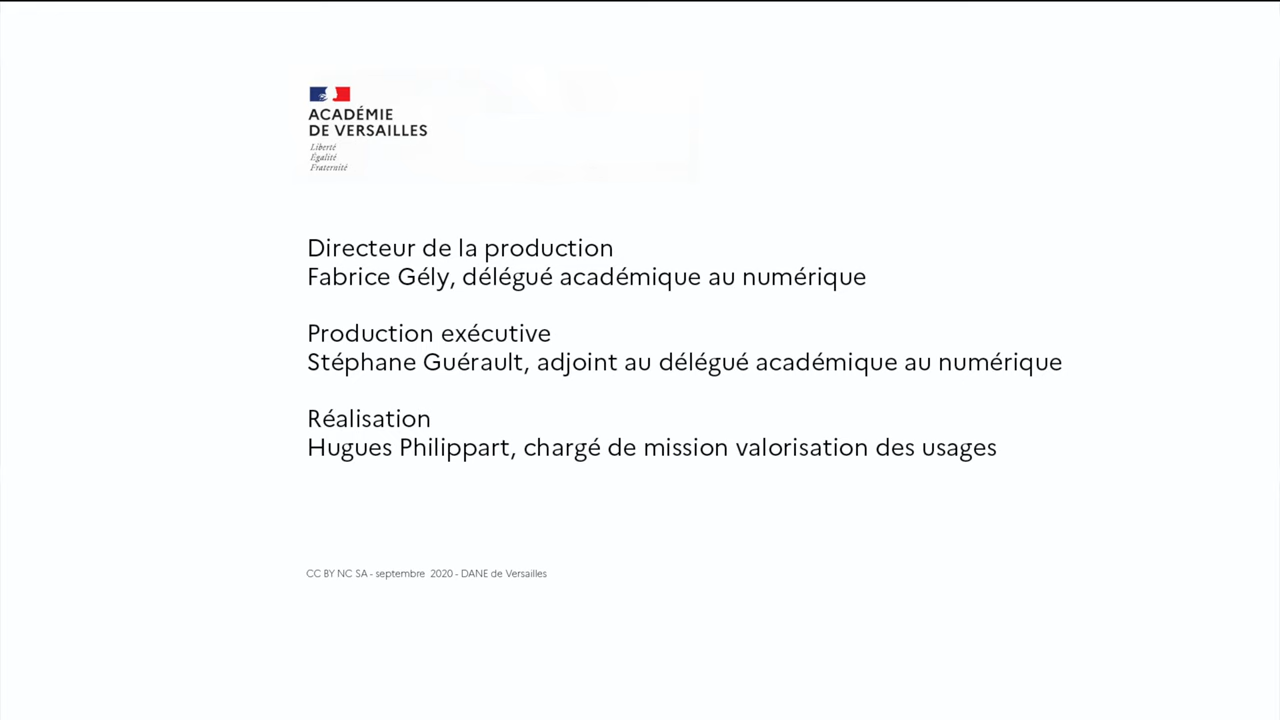 ACADÉMIE
DE VERSAILLES
Liberté
Égalité
Fraternité
Directeur de la production
Fabrice Gély, délégué académique au numérique
Production exécutive
Stéphane Guérault, adjoint au délégué académique au numérique
Réalisation
Hugues Philippart, chargé de mission valorisation des usages
CC BY NC SA - septembre 2020 - DANE de Versailles